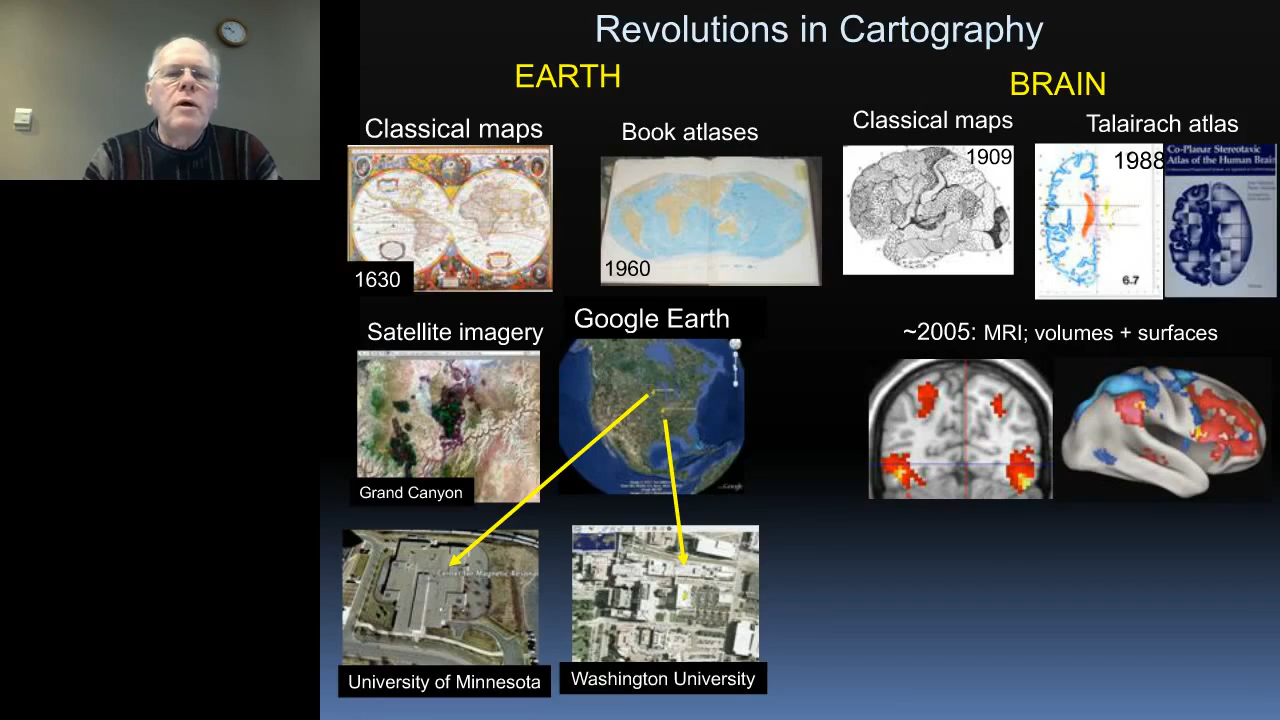 Revolutions in Cartography
EARTH
BRAIN
Classical maps
Book atlases
Classical maps
Talairach atlas
1630
1960
1909
1988
6.7
Co-Planar Stereotaxic
Atlas of the Human Brain
Satellite imagery
Google Earth
~2005: MRI; volumes + surfaces
Grand Canyon
Google
University of Minnesota
Washington University